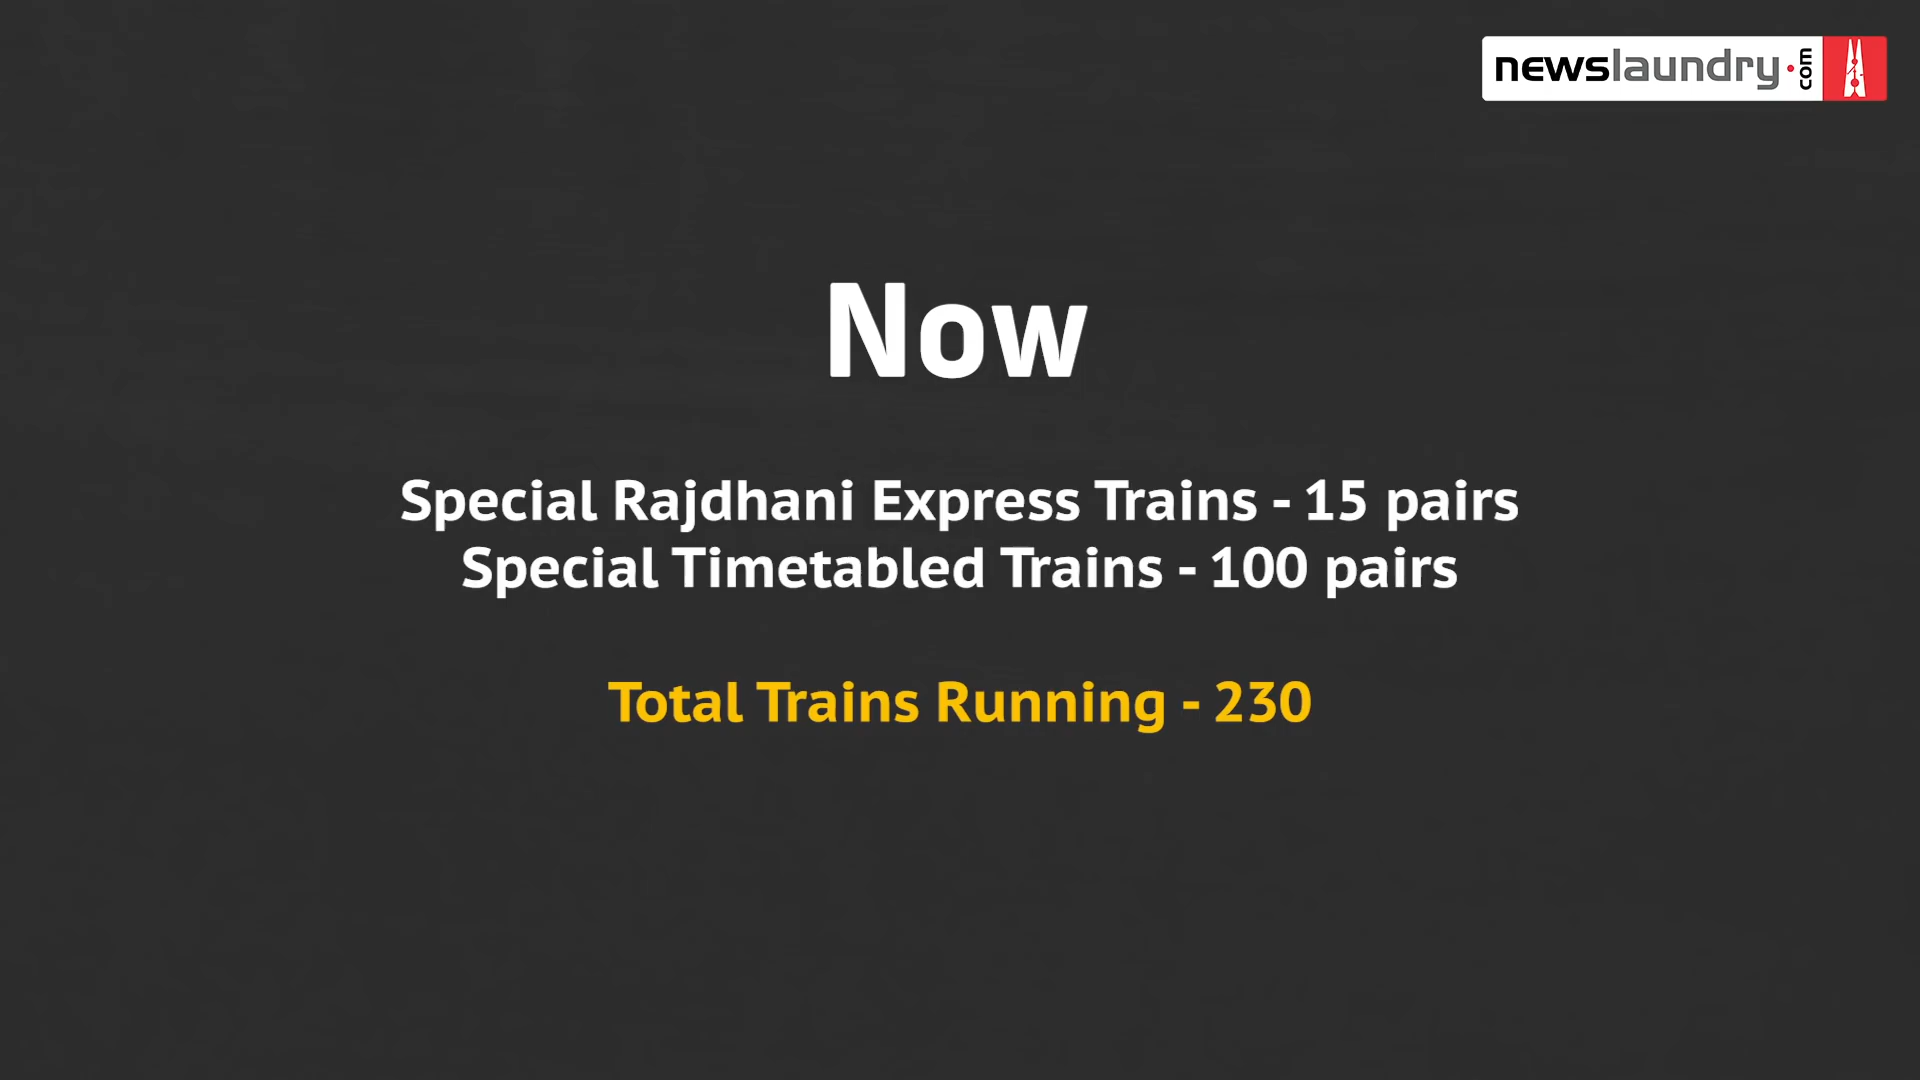 newslaundry.com
Now
Special Rajdhani Express Trains - 15 pairs
Special Timetabled Trains - 100 pairs
Total Trains Running - 230